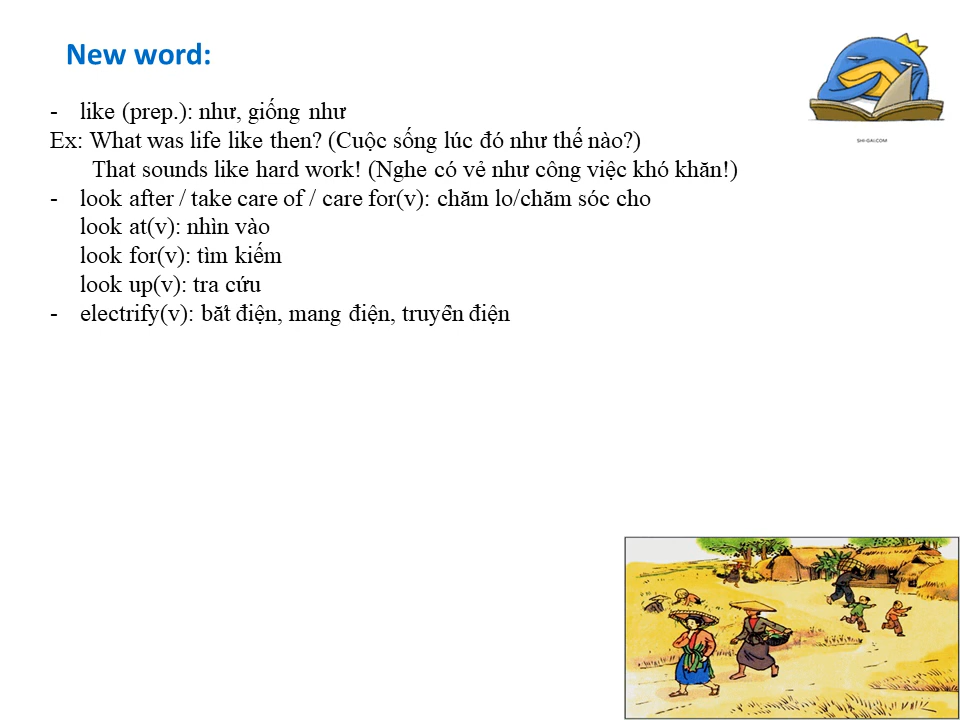 New word:
SHI-GAI.COM
- like (prep.): như, giống như
Ex: What was life like then? (Cuộc sống lúc đó như thế nào?)
That sounds like hard work! (Nghe có vẻ như công việc khó khăn!)
- look after / take care of / care for(v): chăm lo/chăm sóc cho
look at(v): nhìn vào
look for(v): tìm kiếm
look up(v): tra cứu
- electrify(v): bắt điện, mang điện, truyền điện